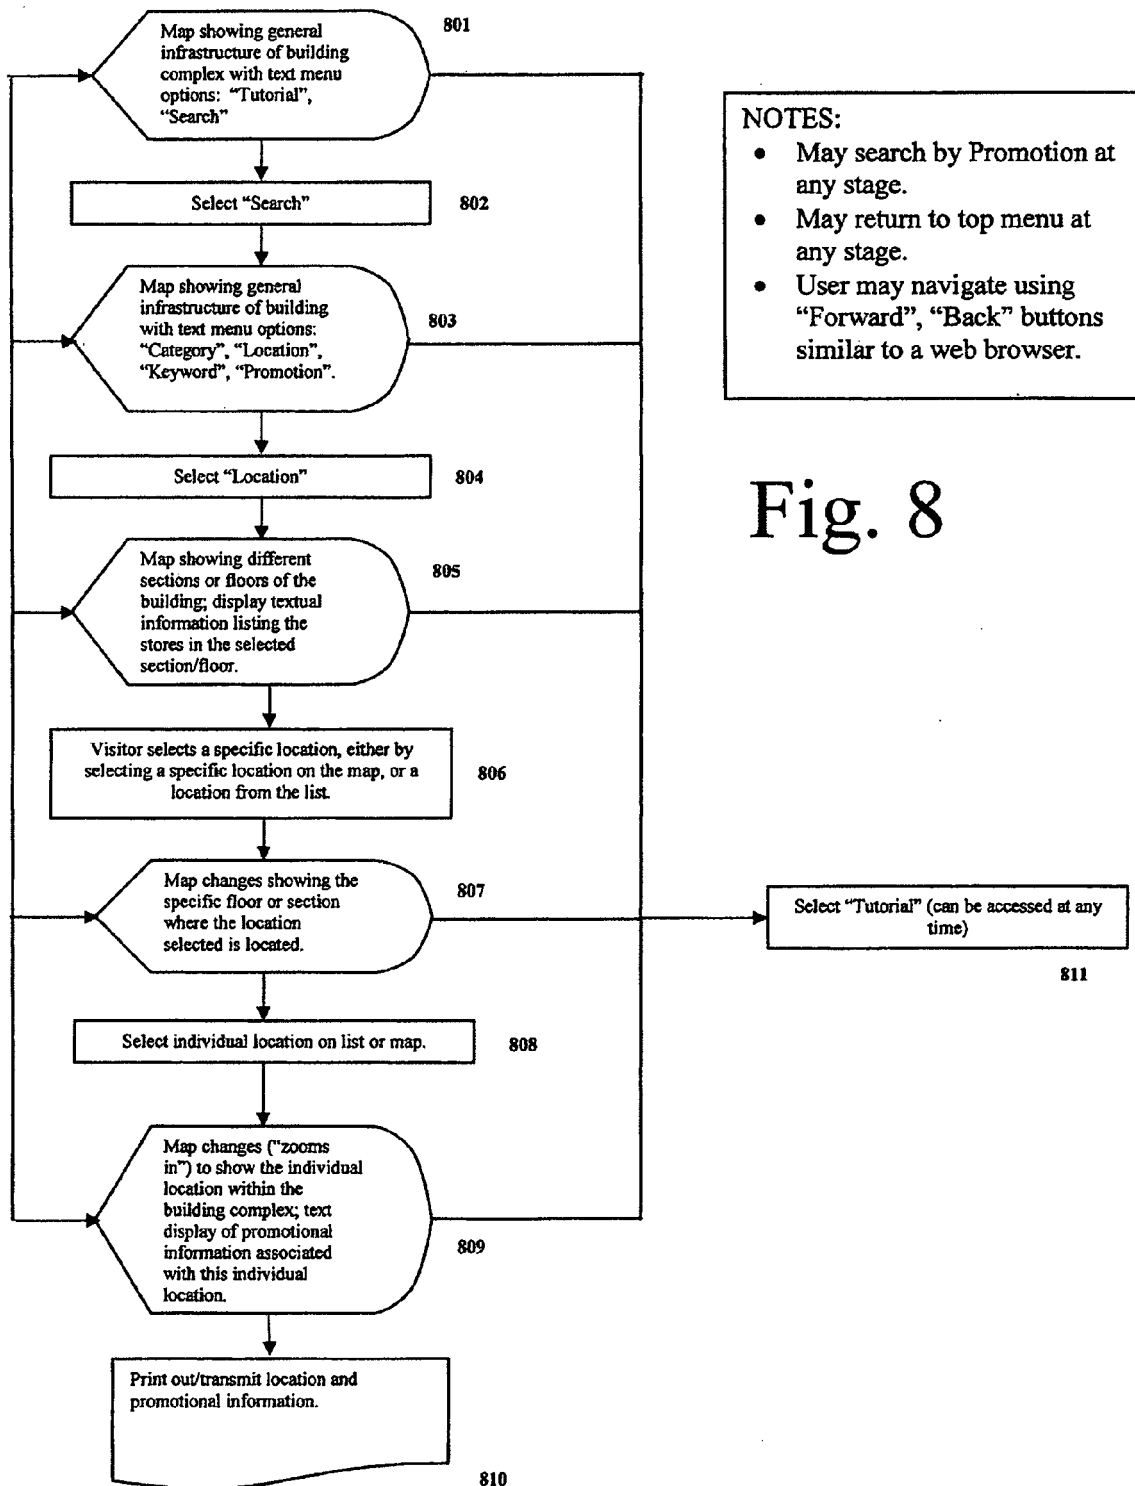 Map showing general
infrastructure of building
complex with text menu
options: “Tutorial”,
“Search”
801
Select “Search”
802
Map showing general
infrastructure of building
with text menu options:
“Category”, “Location”,
“Keyword”, “Promotion”.
803
Select “Location”
804
Map showing different
sections or floors of the
building; display textual
information listing the
stores in the selected
section/floor.
805
Visitor selects a specific location, either by
selecting a specific location on the map, or a
location from the list.
806
Map changes showing the
specific floor or section
where the location
selected is located.
807
Select individual location on list or map.
808
Map changes (“zooms
in”) to show the individual
location within the
building complex; text
display of promotional
information associated
with this individual
location.
809
Print out/transmit location and
promotional information.
810
NOTES:
• May search by Promotion at
any stage.
• May return to top menu at
any stage.
• User may navigate using
“Forward”, “Back” buttons
similar to a web browser.
Fig. 8
Select “Tutorial” (can be accessed at any
time)
811